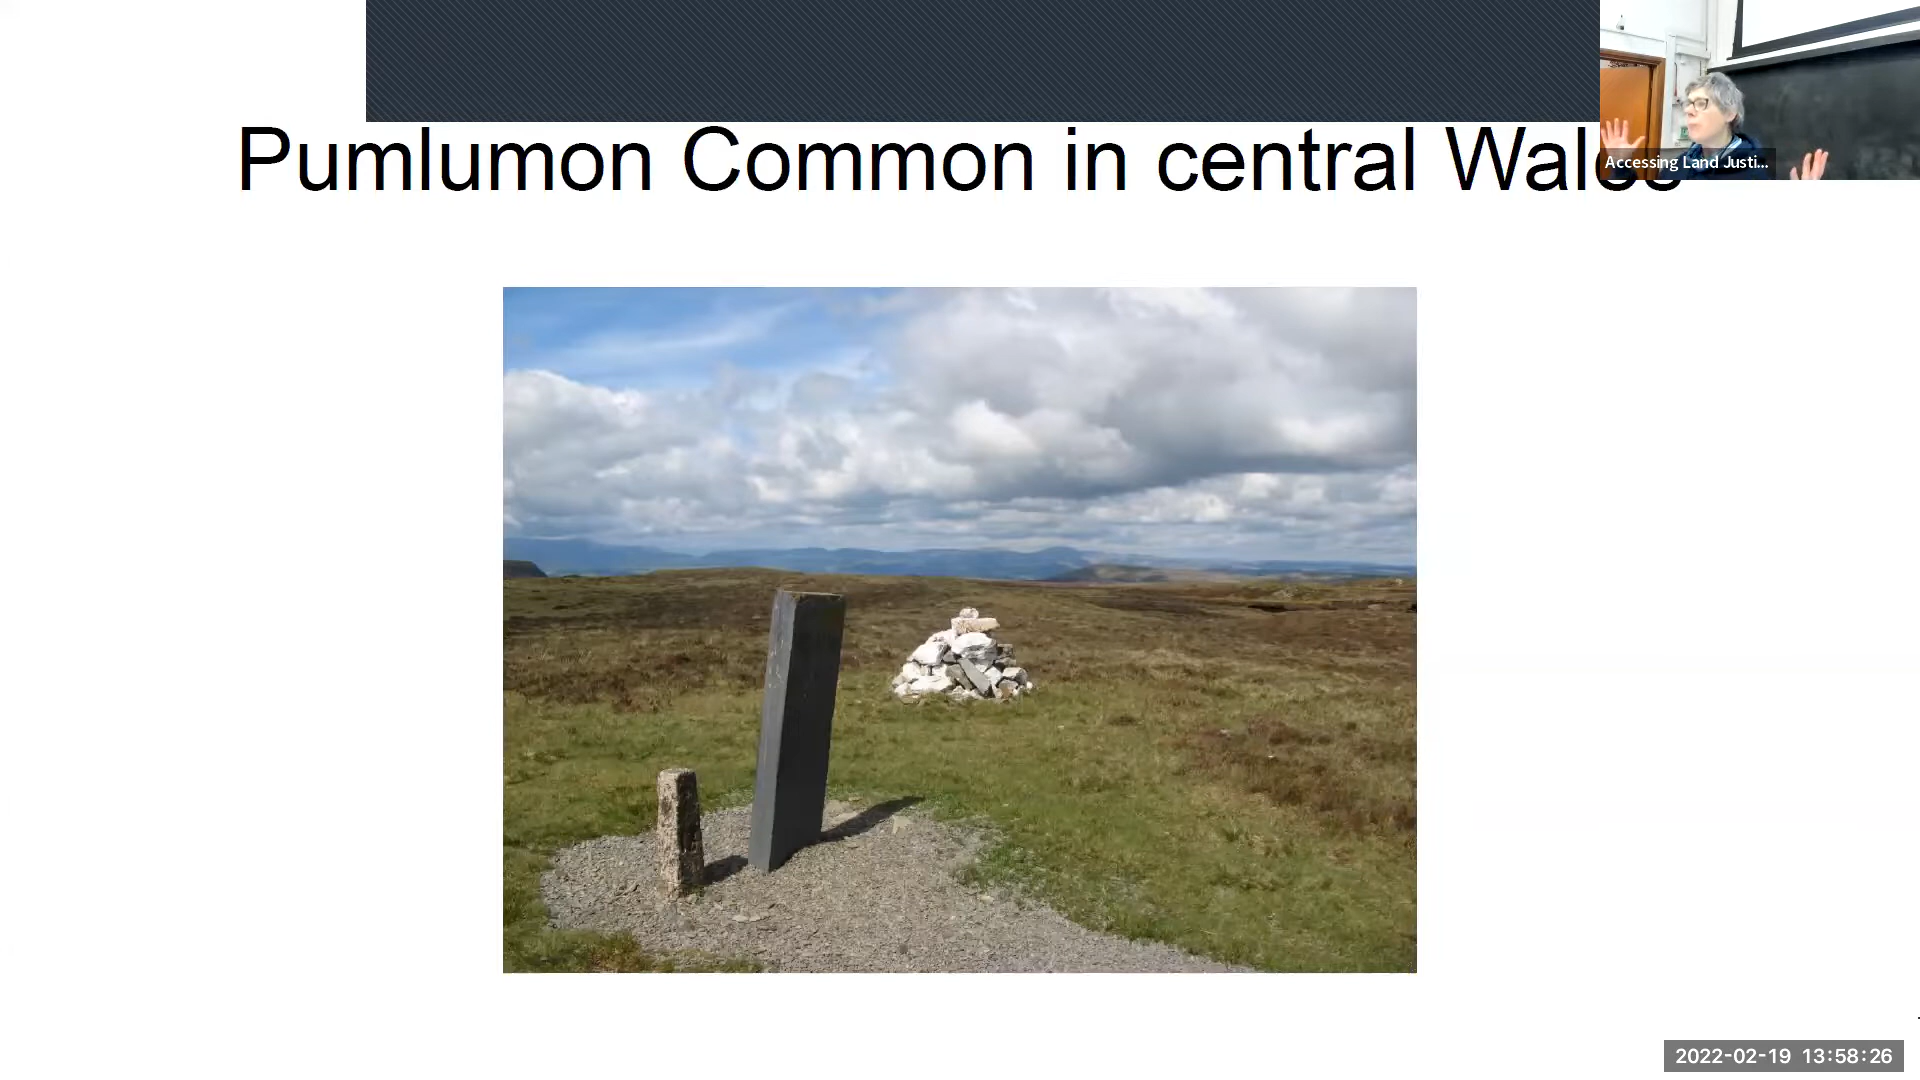 Pumlumon Common in central Wales
Accessing Land Justi...
2022-02-19 13:58:26